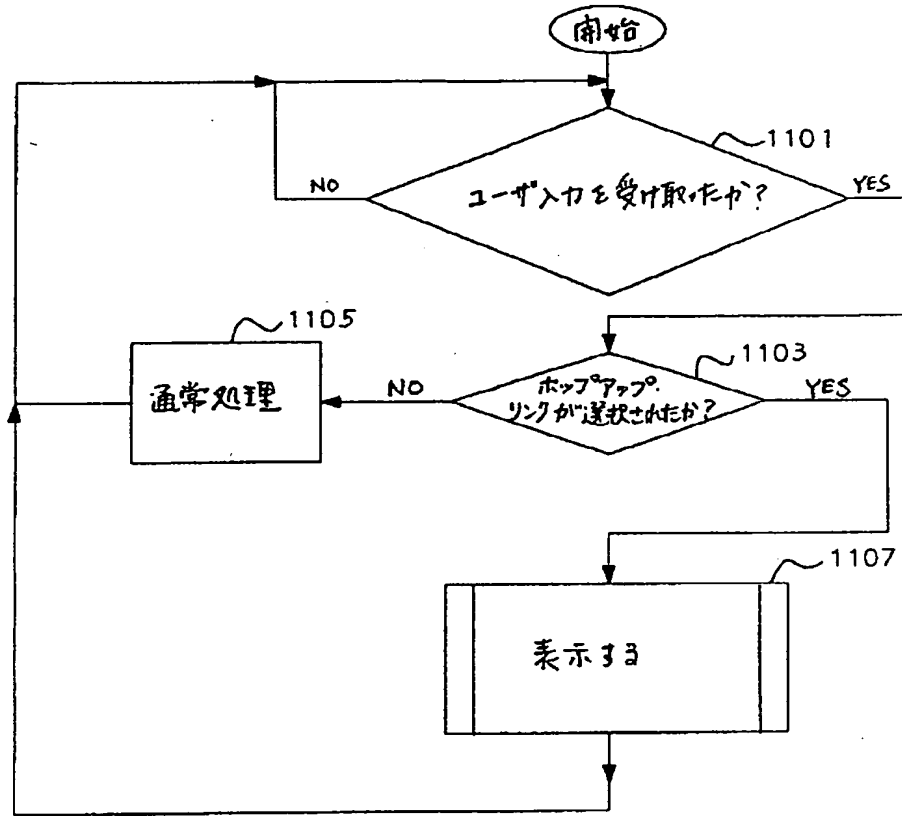 開始
1101
ユーザ入力を受け取ったか?
NO
YES
1105
通常処理
1103
ホップアップ・
リンクが選択されたか?
NO
YES
1107
表示する